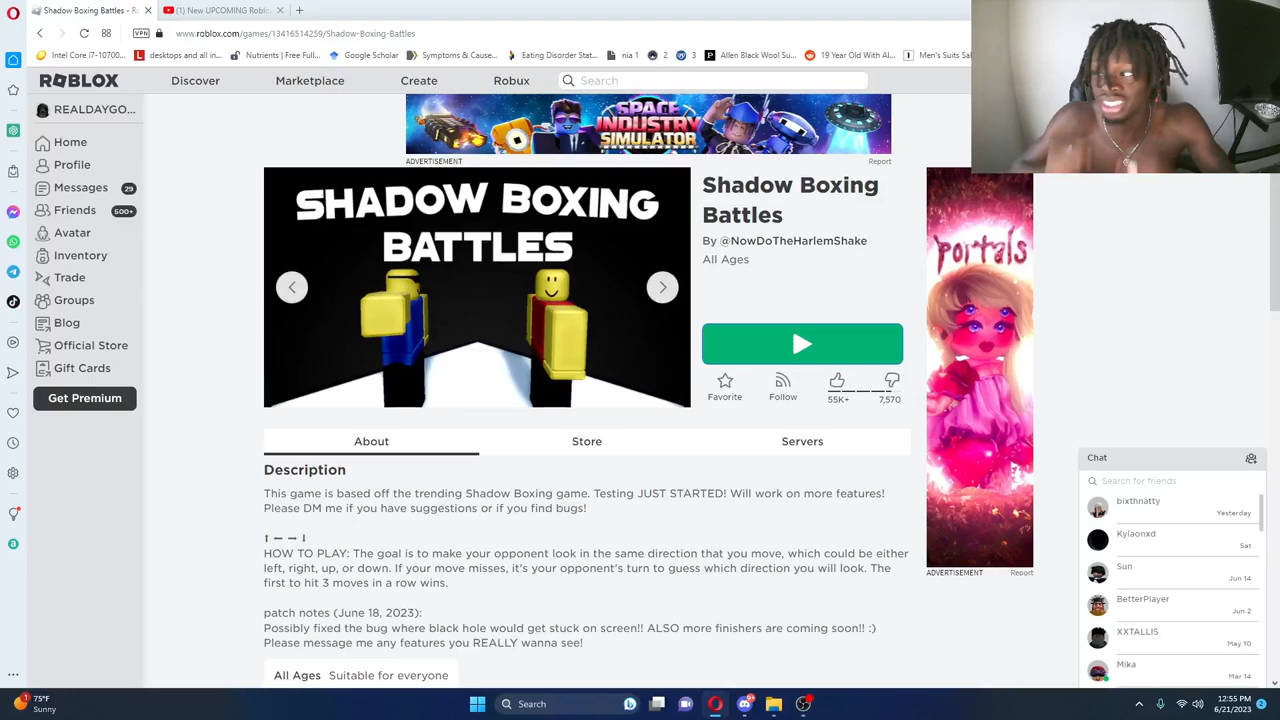 Shadow Boxing Battles - R
(1) New UPCOMING Roblo
VPN
www.roblox.com/games/13416514259/Shadow-Boxing-Battles
Intel Core i7-10700...
desktops and all in...
Nutrients | Free Full...
Google Scholar
Symptoms & Cause...
Eating Disorder Stat...
nia 1
2
3
Allen Black Wool Su...
19 Year Old With Al...
Men's Suits Sa
ROBLOX
Discover
Marketplace
Create
Robux
Search
REALDAYGO...
Home
Profile
Messages 29
Friends 500+
Avatar
Inventory
Trade
Groups
Blog
Official Store
Gift Cards
Get Premium
SPACE
INDUSTRY
SIMULATOR
ADVERTISEMENT
Report
SHADOW BOXING
BATTLES
Shadow Boxing
Battles
By @NowDoTheHarlemShake
All Ages
Favorite
Follow
55K+
7,570
portals
ADVERTISEMENT
Report
About
Store
Servers
Description
This game is based off the trending Shadow Boxing game. Testing JUST STARTED! Will work on more features!
Please DM me if you have suggestions or if you find bugs!
↑ ← → ↓
HOW TO PLAY: The goal is to make your opponent look in the same direction that you move, which could be either
left, right, up, or down. If your move misses, it's your opponent's turn to guess which direction you will look. The
first to hit 3 moves in a row wins.
patch notes (June 18, 2023):
Possibly fixed the bug where black hole would get stuck on screen!! ALSO more finishers are coming soon!! :)
Please message me any features you REALLY wanna see!
All Ages Suitable for everyone
Chat
Search for friends
bixthnatty
Yesterday
Kylaonxd
Sat
Sun
Jun 14
BetterPlayer
Jun 2
XXTALLIS
May 10
Mika
Mar 14
75°F
Sunny
Search
12:55 PM
6/21/2023